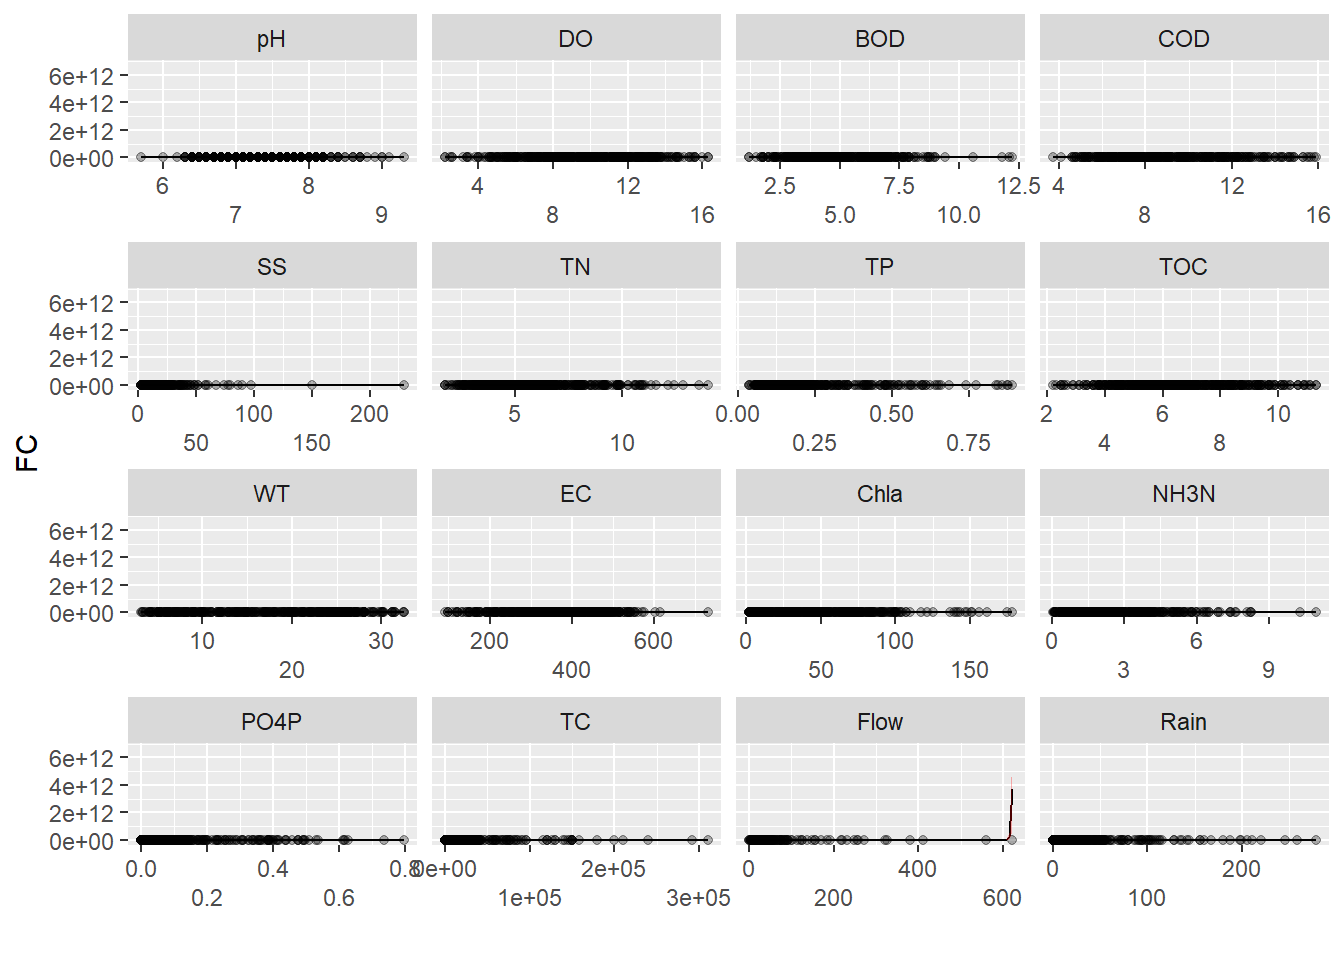 pH DO BOD COD
6e+12
4e+12
2e+12
0e+00
6 8 4 12 2.5 7.5 12.5 4 12
7 9 8 16 5.0 10.0 8 16
SS TN TP TOC
6e+12
4e+12
2e+12
0e+00
0 100 200 5 0.00 0.50 2 6 10
50 150 10 0.25 0.75 4 8
FC
WT EC Chla NH3N
6e+12
4e+12
2e+12
0e+00
10 30 200 600 0 100 0 6
20 400 50 150 3 9
PO4P TC Flow Rain
6e+12
4e+12
2e+12
0e+00
0.0 0.4 0.8 0e+00 2e+05 0 400 0 200
0.2 0.6 1e+05 3e+05 200 600 100